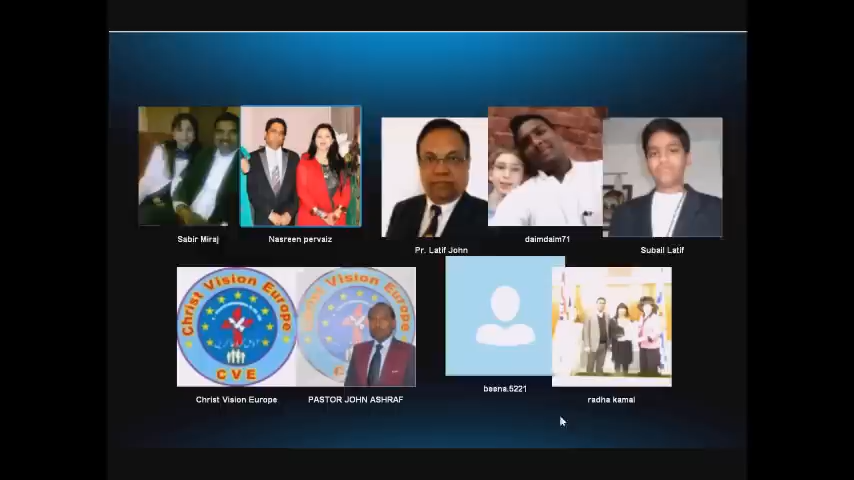 Sabir Miraj
Nasreen pervaiz
Pr. Latif John
daimdaim71
Subail Latif
Christ Vision Europe
CVE
Christ Vision Europe
Christ Vision Europe
PASTOR JOHN ASHRAF
beena.5221
radha kamal